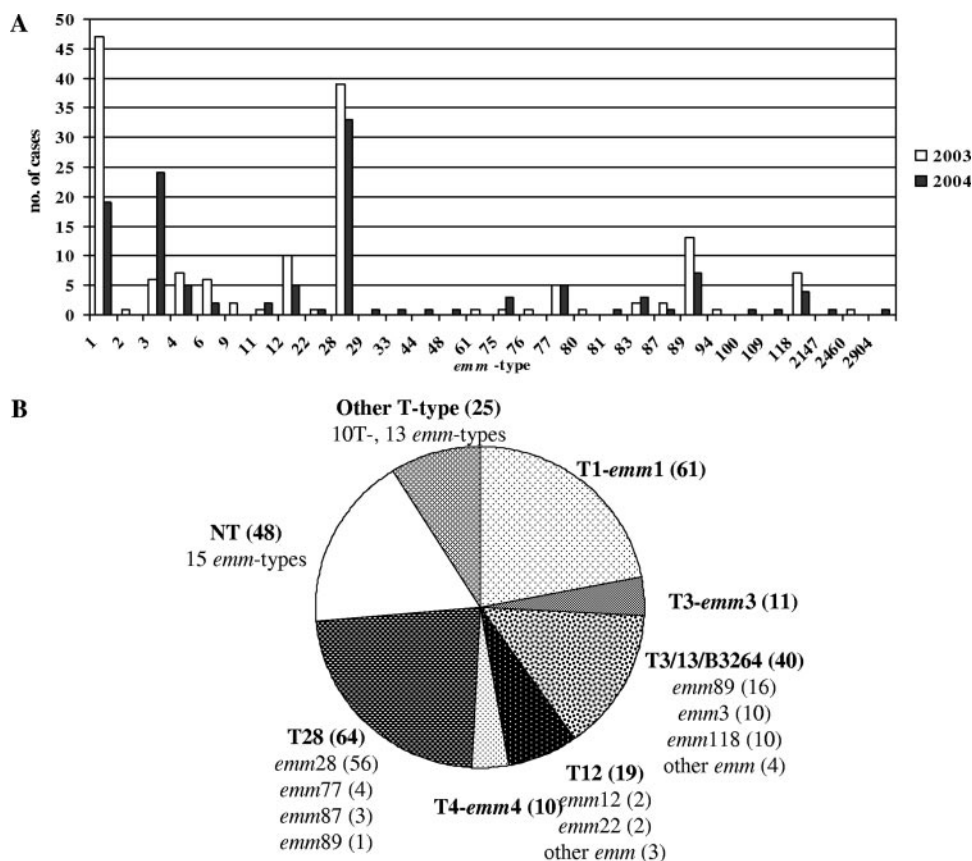 A
50
45
40
35
30
25
20
15
10
5
0
no. of cases
1 2 3 4 6 9 11 12 22 28 29 33 44 48 61 75 76 77 80 81 83 87 89 94 100 109 118 2147 2460 2904
emm -type
2003
2004
B
Other T-type (25)
10T-, 13 emm-types
T1-emm1 (61)
NT (48)
15 emm-types
T3-emm3 (11)
T3/13/B3264 (40)
emm89 (16)
emm3 (10)
emm118 (10)
other emm (4)
T28 (64)
emm28 (56)
emm77 (4)
emm87 (3)
emm89 (1)
T4-emm4 (10)
T12 (19)
emm12 (2)
emm22 (2)
other emm (3)